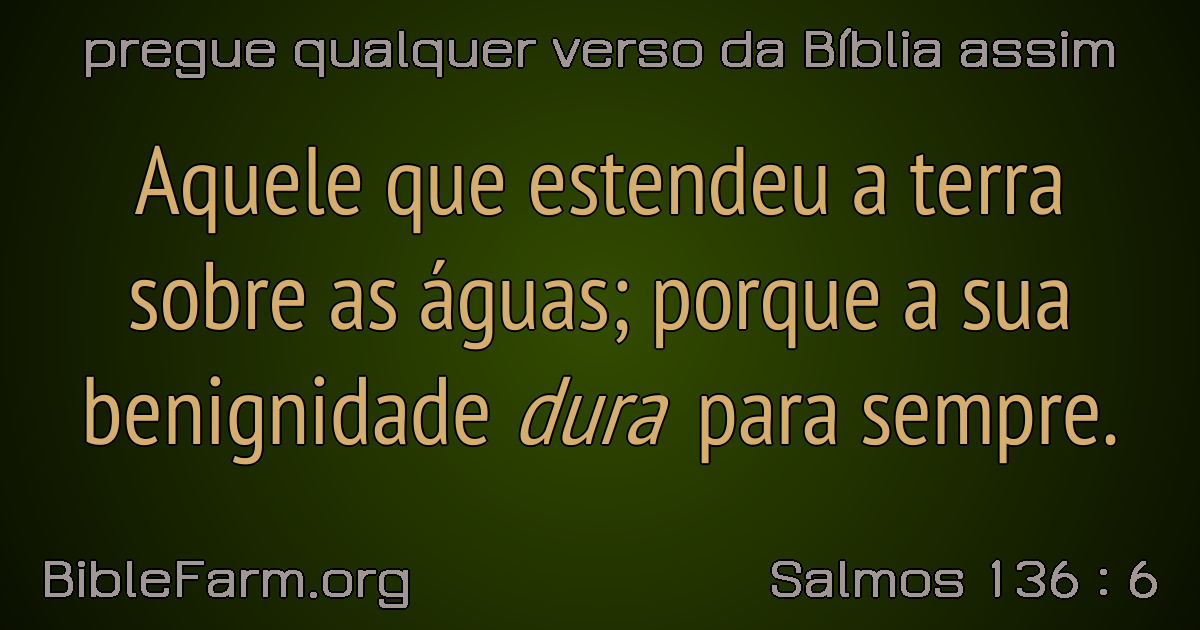 pregue qualquer verso da Bíblia assim
Aquele que estendeu a terra
sobre as águas; porque a sua
benignidade dura para sempre.
BibleFarm.org
Salmos 136 : 6